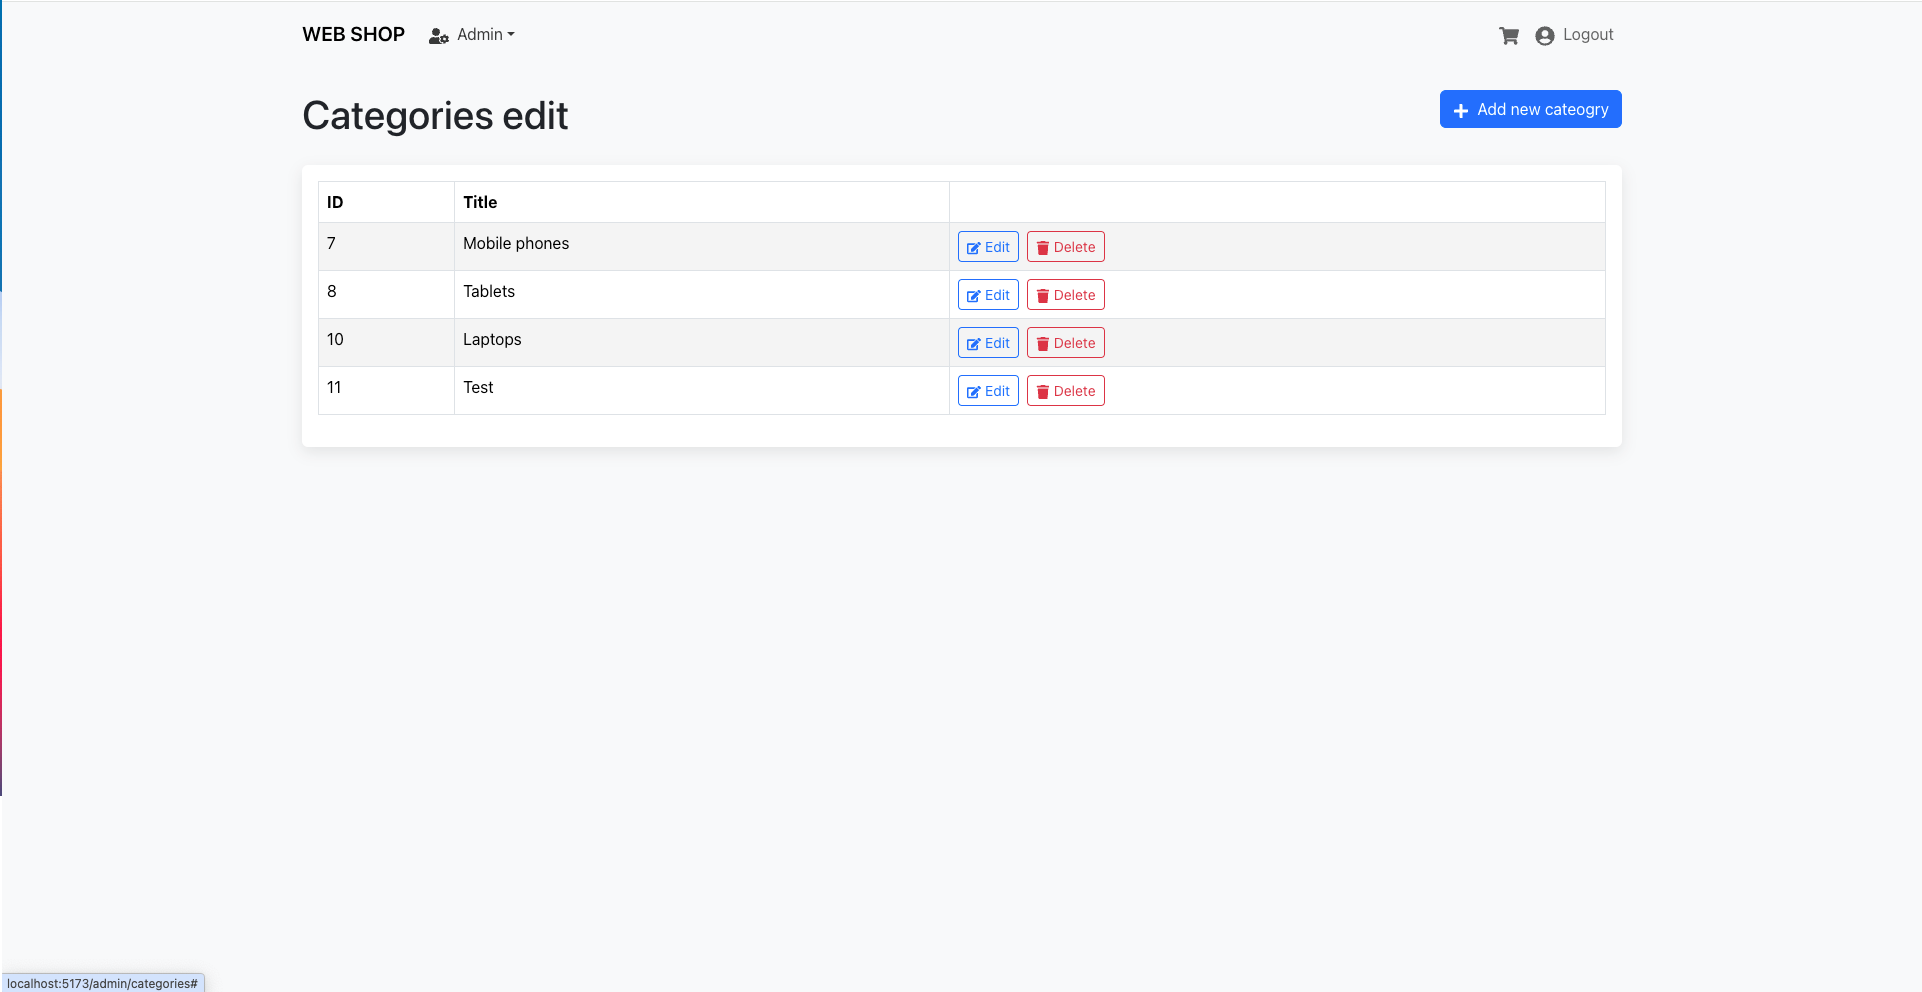 WEB SHOP Admin Logout
Categories edit
Add new cateogry
ID Title
7 Mobile phones Edit Delete
8 Tablets Edit Delete
10 Laptops Edit Delete
11 Test Edit Delete
localhost:5173/admin/categories#